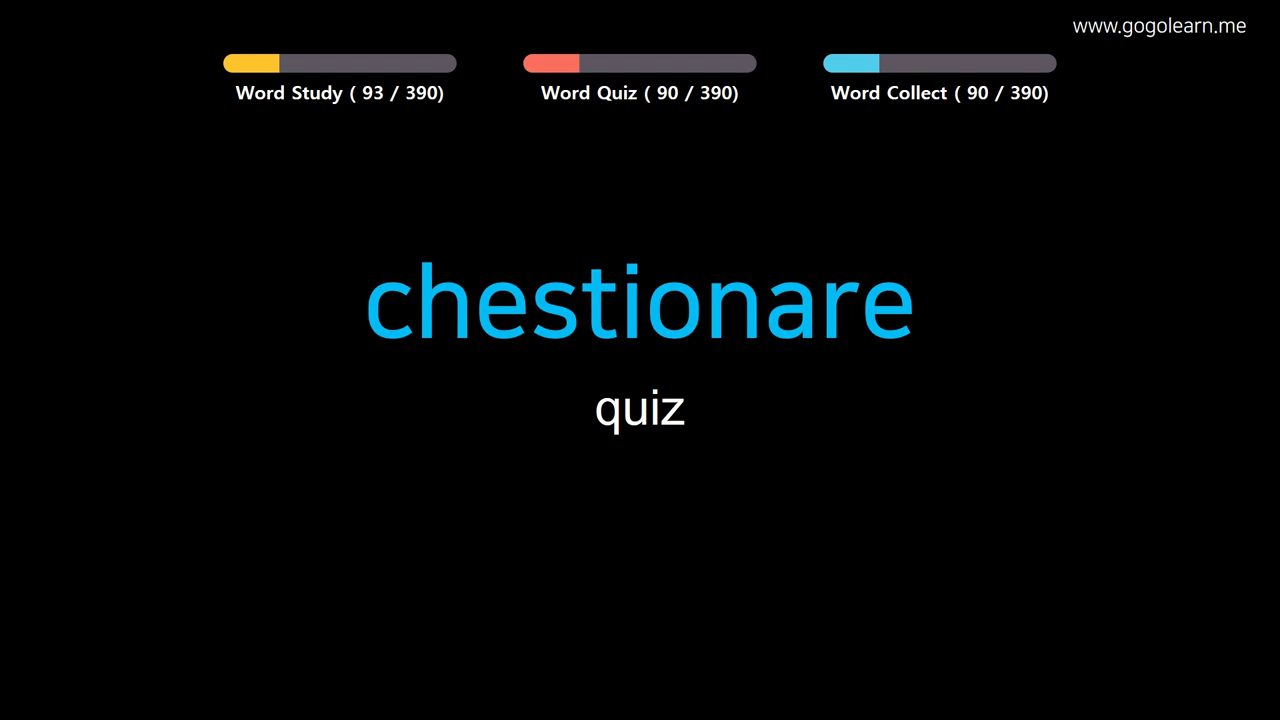 www.gogolearn.me
Word Study ( 93 / 390)
Word Quiz ( 90 / 390)
Word Collect ( 90 / 390)
chestionare
quiz